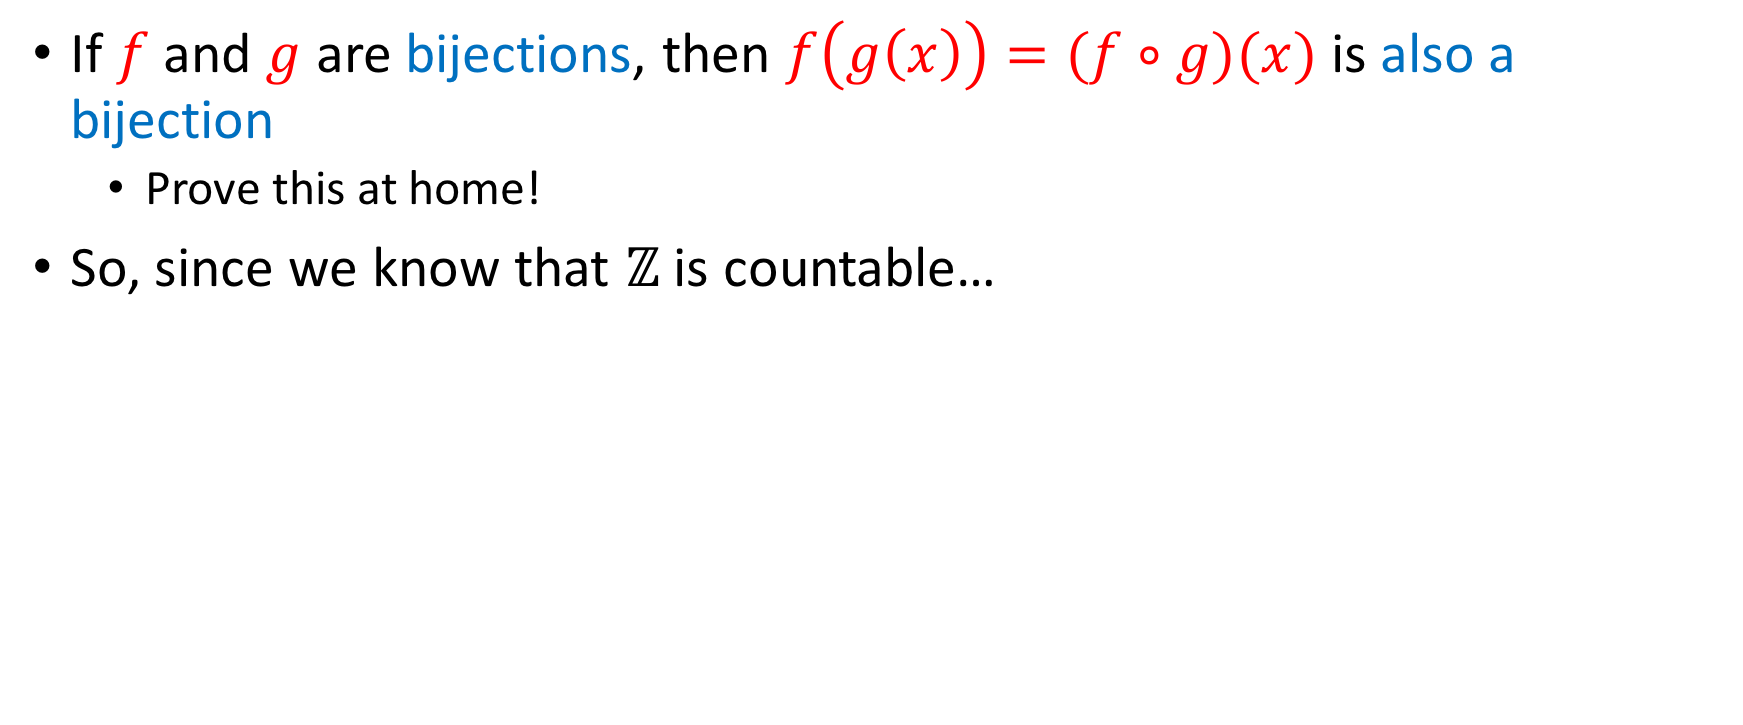 • If 𝑓 and 𝑔 are bijections, then 𝑓(𝑔(𝑥)) = (𝑓 ∘ 𝑔)(𝑥) is also a
bijection
• Prove this at home!
• So, since we know that ℤ is countable…